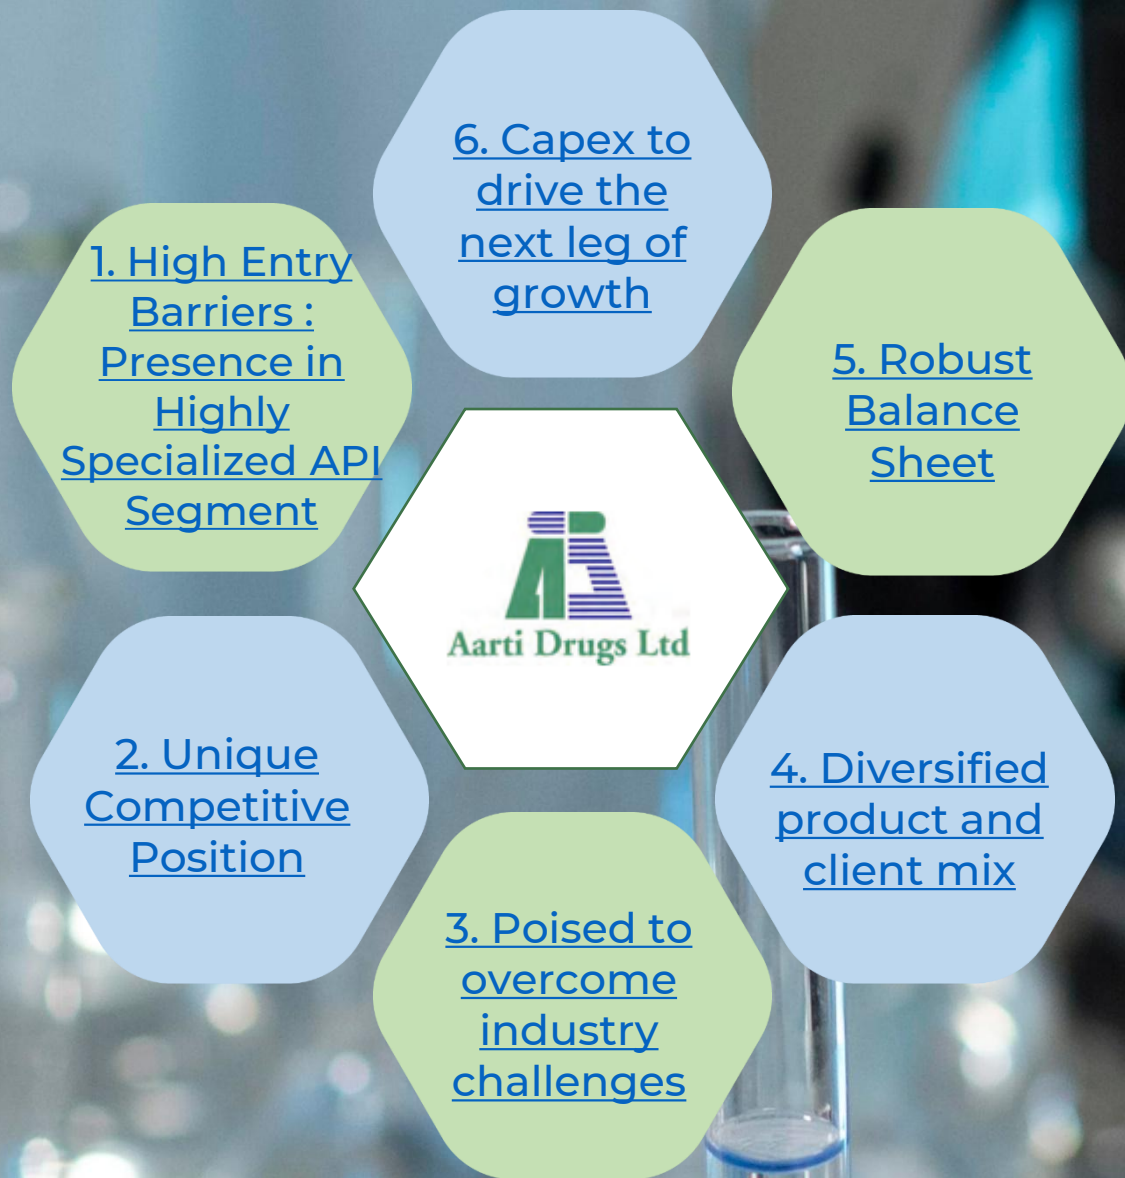 6. Capex to
drive the
next leg of
growth
1. High Entry
Barriers :
Presence in
Highly
Specialized API
Segment
5. Robust
Balance
Sheet
Aarti Drugs Ltd
2. Unique
Competitive
Position
4. Diversified
product and
client mix
3. Poised to
overcome
industry
challenges